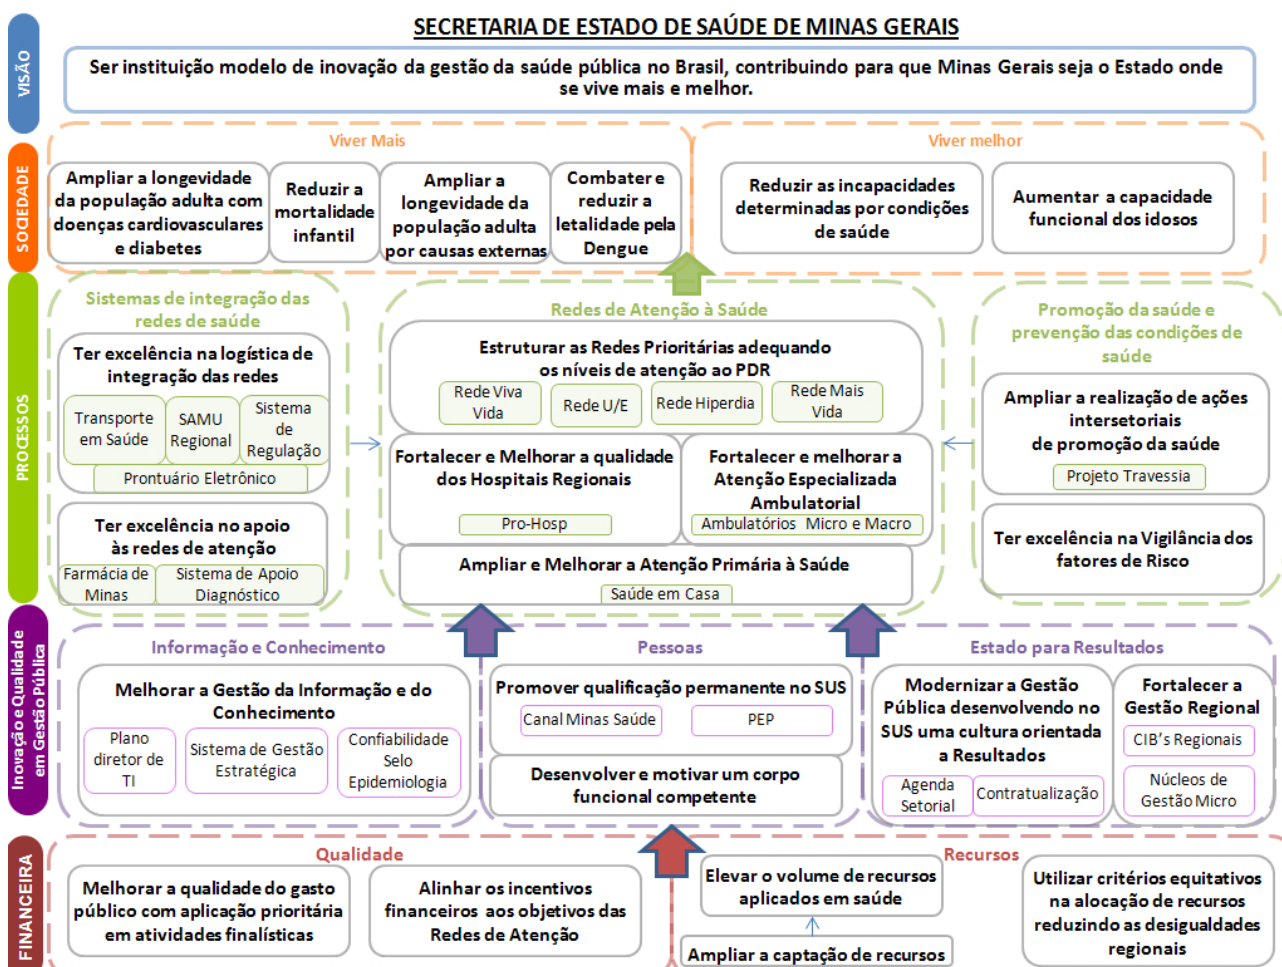 SECRETARIA DE ESTADO DE SAÚDE DE MINAS GERAIS
VISÃO
Ser instituição modelo de inovação da gestão da saúde pública no Brasil, contribuindo para que Minas Gerais seja o Estado onde
se vive mais e melhor.
SOCIEDADE
Viver Mais
Ampliar a longevidade
da população adulta com
doenças cardiovasculares
e diabetes
Reduzir a
mortalidade
infantil
Ampliar a
longevidade da
população adulta
por causas externas
Combater e
reduzir a
letalidade pela
Dengue
Viver melhor
Reduzir as incapacidades
determinadas por condições
de saúde
Aumentar a capacidade
funcional dos idosos
PROCESSOS
Sistemas de integração das
redes de saúde
Ter excelência na logística de
integração das redes
Transporte
em Saúde
SAMU
Regional
Sistema
de
Regulação
Prontuário Eletrônico
Ter excelência no apoio
às redes de atenção
Farmácia de
Minas
Sistema de Apoio
Diagnóstico
Redes de Atenção à Saúde
Estruturar as Redes Prioritárias adequando
os níveis de atenção ao PDR
Rede Viva
Vida
Rede U/E
Rede Hiperdia
Rede Mais
Vida
Fortalecer e Melhorar a qualidade
dos Hospitais Regionais
Pro-Hosp
Fortalecer e melhorar a
Atenção Especializada
Ambulatorial
Ambulatórios Micro e Macro
Ampliar e Melhorar a Atenção Primária à Saúde
Saúde em Casa
Promoção da saúde e
prevenção das condições de
saúde
Ampliar a realização de ações
intersetoriais
de promoção da saúde
Projeto Travessia
Ter excelência na Vigilância dos
fatores de Risco
Inovação e Qualidade
em Gestão Pública
Informação e Conhecimento
Melhorar a Gestão da Informação e do
Conhecimento
Plano
diretor de
TI
Sistema de Gestão
Estratégica
Confiabilidade
Selo
Epidemiologia
Pessoas
Promover qualificação permanente no SUS
Canal Minas Saúde
PEP
Desenvolver e motivar um corpo
funcional competente
Estado para Resultados
Modernizar a Gestão
Pública desenvolvendo no
SUS uma cultura orientada
a Resultados
Agenda
Setorial
Contratualização
Fortalecer a
Gestão Regional
CIB's Regionais
Núcleos de
Gestão Micro
FINANCEIRA
Qualidade
Melhorar a qualidade do gasto
público com aplicação prioritária
em atividades finalísticas
Alinhar os incentivos
financeiros aos objetivos das
Redes de Atenção
Recursos
Elevar o volume de recursos
aplicados em saúde
Ampliar a captação de recursos
Utilizar critérios equitativos
na alocação de recursos
reduzindo as desigualdades
regionais